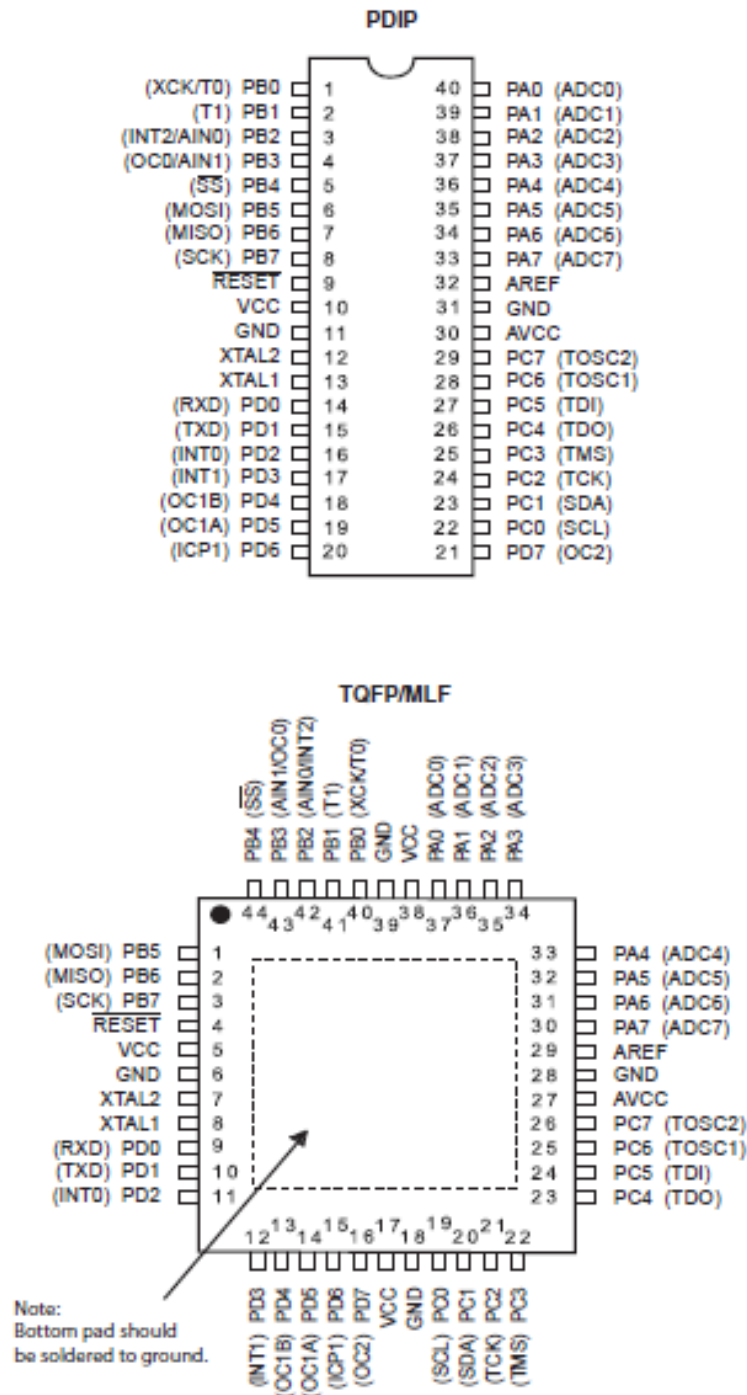 PDIP
(XCK/T0) PB0 1 40 PA0 (ADC0)
(T1) PB1 2 39 PA1 (ADC1)
(INT2/AIN0) PB2 3 38 PA2 (ADC2)
(OC0/AIN1) PB3 4 37 PA3 (ADC3)
(SS) PB4 5 36 PA4 (ADC4)
(MOSI) PB5 6 35 PA5 (ADC5)
(MISO) PB6 7 34 PA6 (ADC6)
(SCK) PB7 8 33 PA7 (ADC7)
RESET 9 32 AREF
VCC 10 31 GND
GND 11 30 AVCC
XTAL2 12 29 PC7 (TOSC2)
XTAL1 13 28 PC6 (TOSC1)
(RXD) PD0 14 27 PC5 (TDI)
(TXD) PD1 15 26 PC4 (TDO)
(INT0) PD2 16 25 PC3 (TMS)
(INT1) PD3 17 24 PC2 (TCK)
(OC1B) PD4 18 23 PC1 (SDA)
(OC1A) PD5 19 22 PC0 (SCL)
(ICP1) PD6 20 21 PD7 (OC2)
TQFP/MLF
PB4 (SS)
PB3 (AIN1/OC0)
PB2 (AIN0/INT2)
PB1 (T1)
PB0 (XCK/T0)
GND
VCC
PA0 (ADC0)
PA1 (ADC1)
PA2 (ADC2)
PA3 (ADC3)
44 43 42 41 40 39 38 37 36 35 34
(MOSI) PB5 1 33 PA4 (ADC4)
(MISO) PB6 2 32 PA5 (ADC5)
(SCK) PB7 3 31 PA6 (ADC6)
RESET 4 30 PA7 (ADC7)
VCC 5 29 AREF
GND 6 28 GND
XTAL2 7 27 AVCC
XTAL1 8 26 PC7 (TOSC2)
(RXD) PD0 9 25 PC6 (TOSC1)
(TXD) PD1 10 24 PC5 (TDI)
(INT0) PD2 11 23 PC4 (TDO)
12 13 14 15 16 17 18 19 20 21 22
(INT1) PD3
(OC1B) PD4
(OC1A) PD5
(ICP1) PD6
(OC2) PD7
VCC
GND
(SCL) PC0
(SDA) PC1
(TCK) PC2
(TMS) PC3
Note:
Bottom pad should
be soldered to ground.